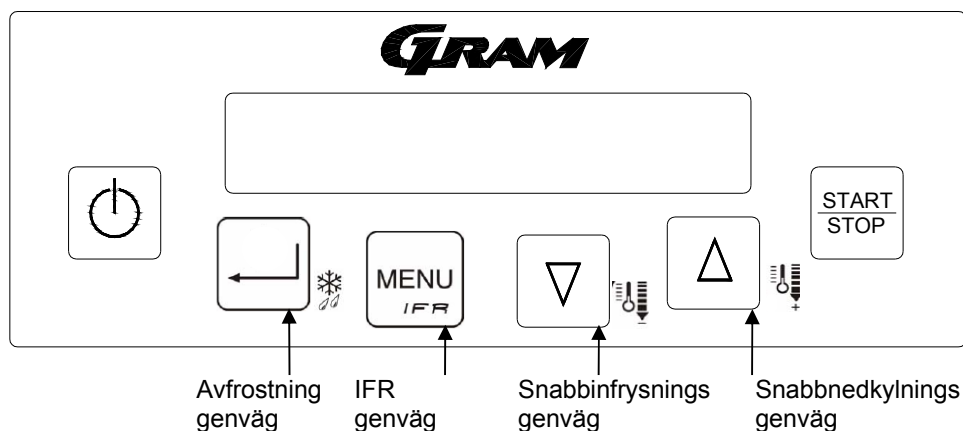 GRAM
START
STOP
MENU
IFR
Avfrostning
genväg
IFR
genväg
Snabbinfrysnings
genväg
Snabbnedkylnings
genväg